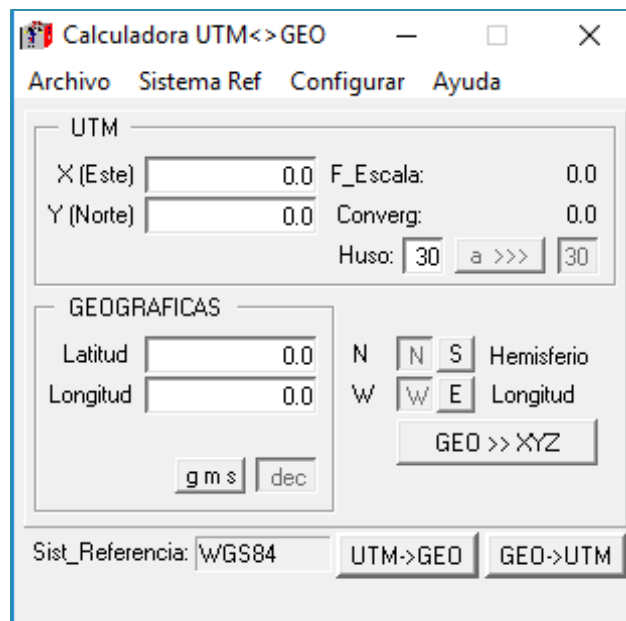 Calculadora UTM<>GEO
Archivo Sistema Ref Configurar Ayuda
UTM
X (Este) 0.0 F_Escala: 0.0
Y (Norte) 0.0 Converg: 0.0
Huso: 30 a >>> 30
GEOGRAFICAS
Latitud 0.0 N N S Hemisferio
Longitud 0.0 W W E Longitud
GEO >> XYZ
g m s dec
Sist_Referencia: WGS84 UTM->GEO GEO->UTM